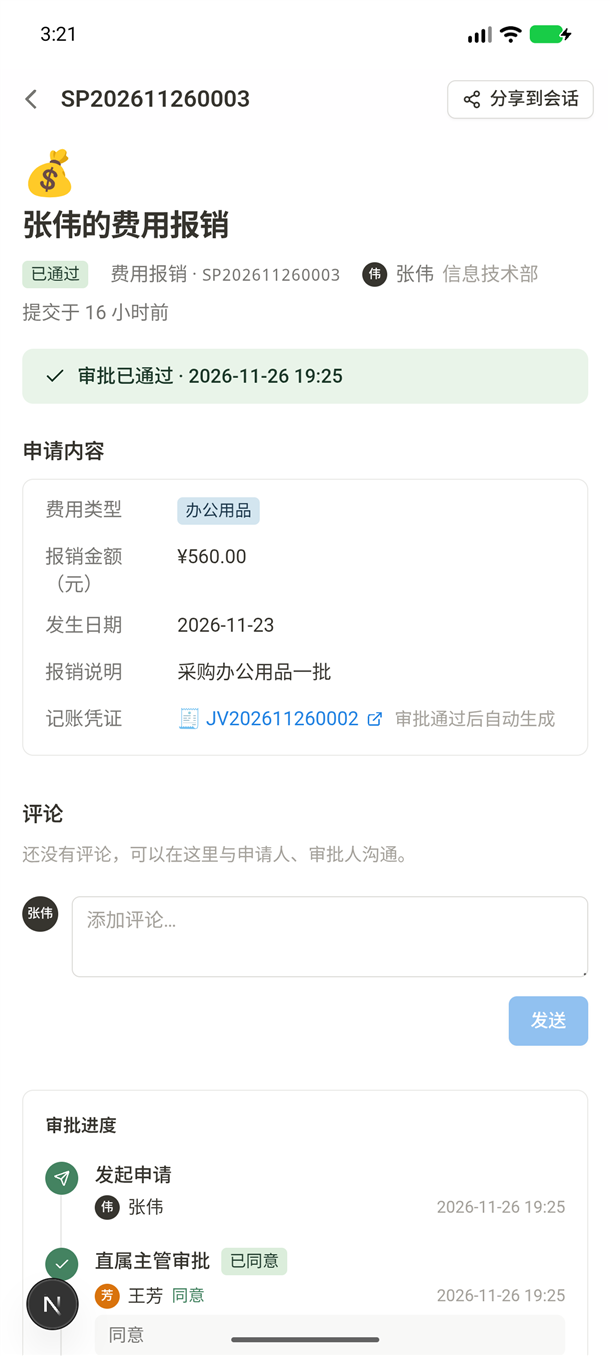 3:21
SP202611260003
分享到会话
张伟的费用报销
已通过 费用报销 · SP202611260003 伟 张伟 信息技术部
提交于 16 小时前
审批已通过 · 2026-11-26 19:25
申请内容
费用类型 办公用品
报销金额（元） ¥560.00
发生日期 2026-11-23
报销说明 采购办公用品一批
记账凭证 JV202611260002 审批通过后自动生成
评论
还没有评论，可以在这里与申请人、审批人沟通。
张伟 添加评论...
发送
审批进度
发起申请
伟 张伟 2026-11-26 19:25
直属主管审批 已同意
芳 王芳 同意 2026-11-26 19:25
N
同意